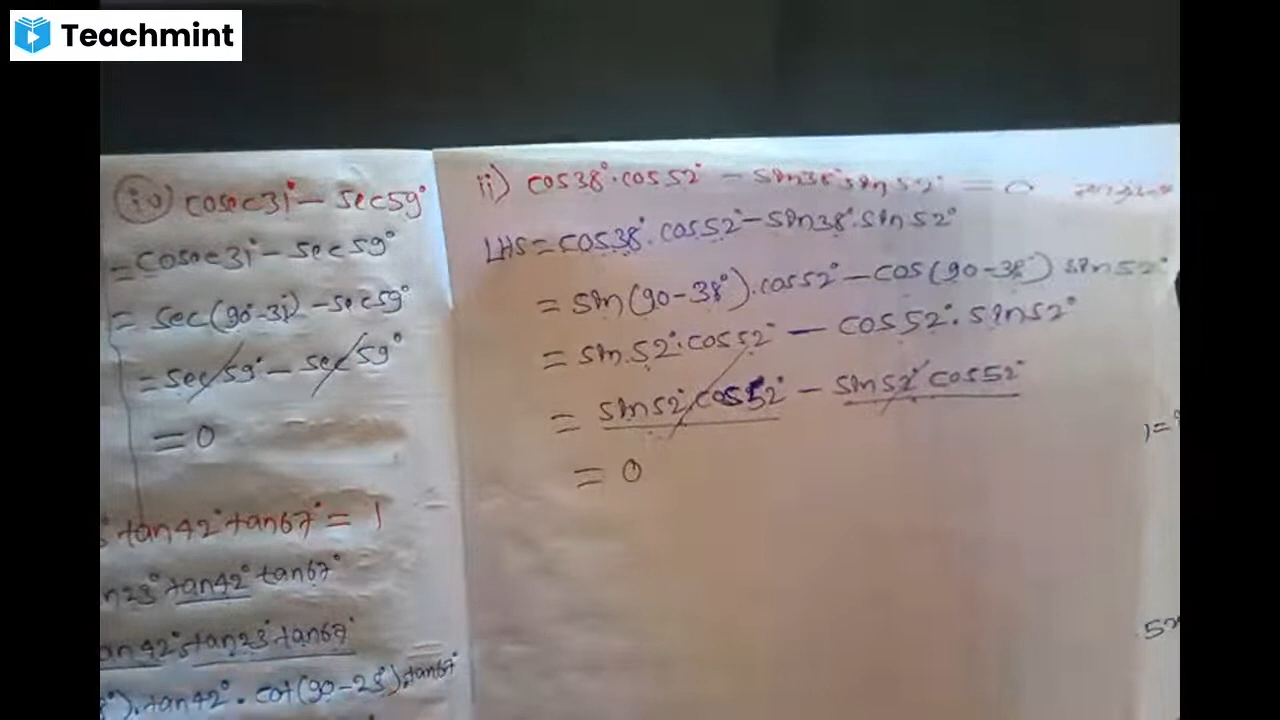 Teachmint
iv) cosec31° - sec59°
= cosec31° - sec59°
= sec(90°-31°) - sec59°
= sec59° - sec59°
= 0
tan42° tan67° = 1
tan42° tan67°
tan23° tan67°
tan42° . cot(90-23°).tan67°
ii) cos38°.cos52° - sin38° sin52° = 0
LHS = cos38°.cos52° - sin38°.sin52°
= sin(90-38°).cos52° - cos(90-38°) sin52°
= sin52°.cos52° - cos52°.sin52°
= sin52° cos52° - sin52° cos52°
= 0